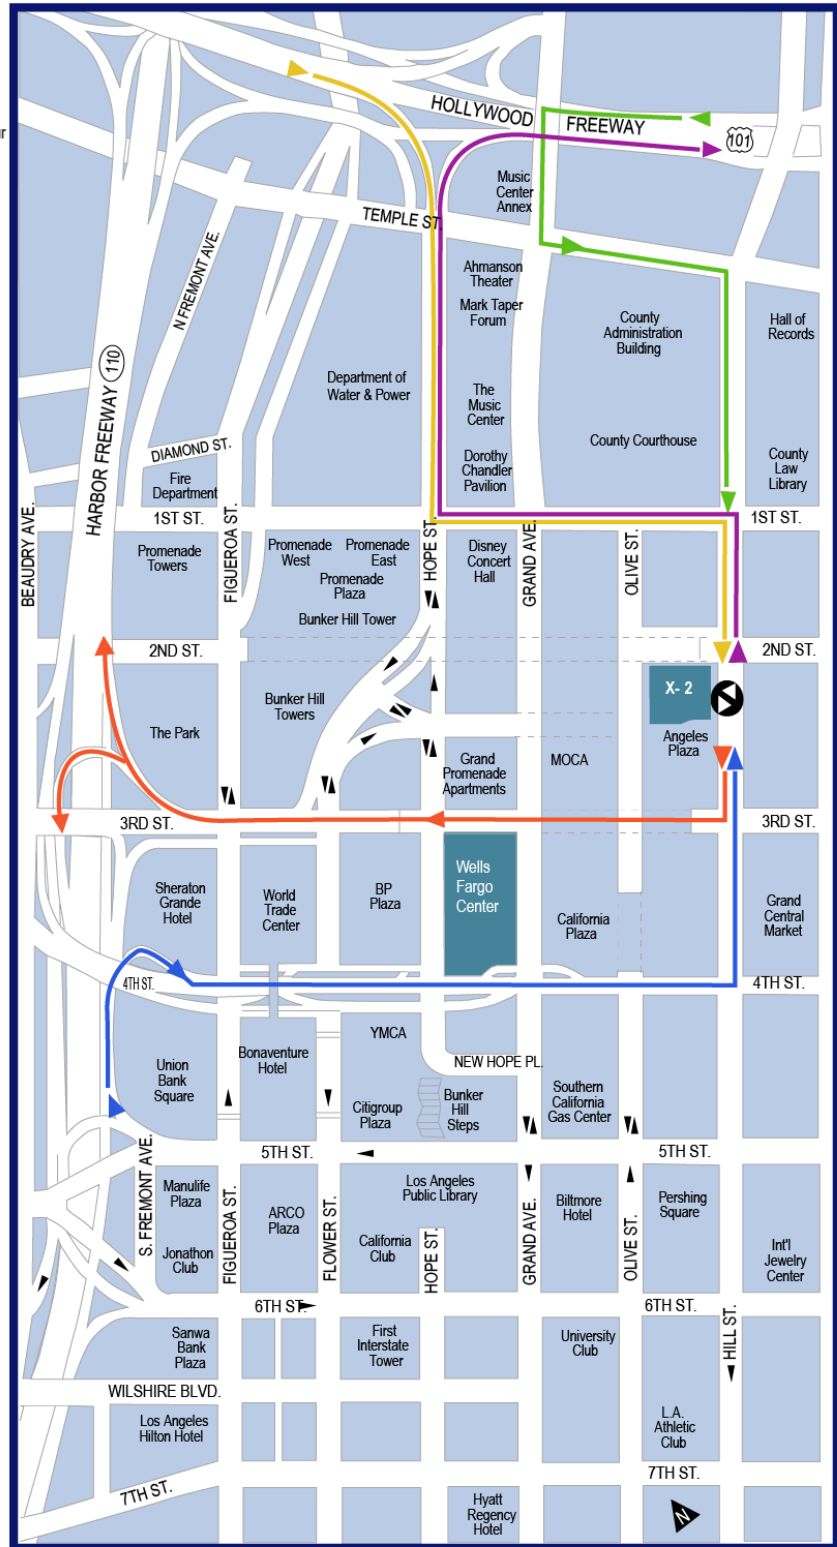 ur
HOLLYWOOD FREEWAY
101
Music
Center
Annex
TEMPLE ST.
N FREMONT AVE.
Ahmanson
Theater
Mark Taper
Forum
County
Administration
Building
Hall of
Records
110
HARBOR FREEWAY
Department of
Water & Power
The
Music
Center
County Courthouse
DIAMOND ST.
Dorothy
Chandler
Pavilion
County
Law
Library
Fire
Department
BEAUDRY AVE.
1ST ST.
FIGUEROA ST.
HOPE ST.
GRAND AVE.
OLIVE ST.
1ST ST.
Promenade
Towers
Promenade
West
Promenade
East
Promenade
Plaza
Disney
Concert
Hall
Bunker Hill Tower
2ND ST.
2ND ST.
X- 2
Bunker Hill
Towers
The Park
Angeles
Plaza
Grand
Promenade
Apartments
MOCA
3RD ST.
3RD ST.
Wells
Fargo
Center
Sheraton
Grande
Hotel
World
Trade
Center
BP
Plaza
California
Plaza
Grand
Central
Market
4TH ST.
4TH ST.
YMCA
Bonaventure
Hotel
NEW HOPE PL.
Union
Bank
Square
Citigroup
Plaza
Bunker
Hill
Steps
Southern
California
Gas Center
5TH ST.
5TH ST.
S. FREMONT AVE.
Manulife
Plaza
FIGUEROA ST.
ARCO
Plaza
FLOWER ST.
Los Angeles
Public Library
California
Club
HOPE ST.
GRAND AVE.
Biltmore
Hotel
OLIVE ST.
Pershing
Square
Jonathon
Club
Int'l
Jewelry
Center
6TH ST.
6TH ST.
HILL ST.
Sanwa
Bank
Plaza
First
Interstate
Tower
University
Club
WILSHIRE BLVD.
Los Angeles
Hilton Hotel
L.A.
Athletic
Club
7TH ST.
7TH ST.
Hyatt
Regency
Hotel
N